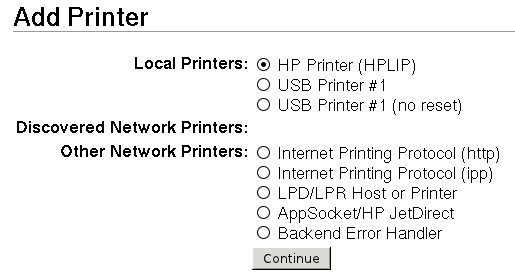 Add Printer
Local Printers: HP Printer (HPLIP)
USB Printer #1
USB Printer #1 (no reset)
Discovered Network Printers:
Other Network Printers: Internet Printing Protocol (http)
Internet Printing Protocol (ipp)
LPD/LPR Host or Printer
AppSocket/HP JetDirect
Backend Error Handler
Continue